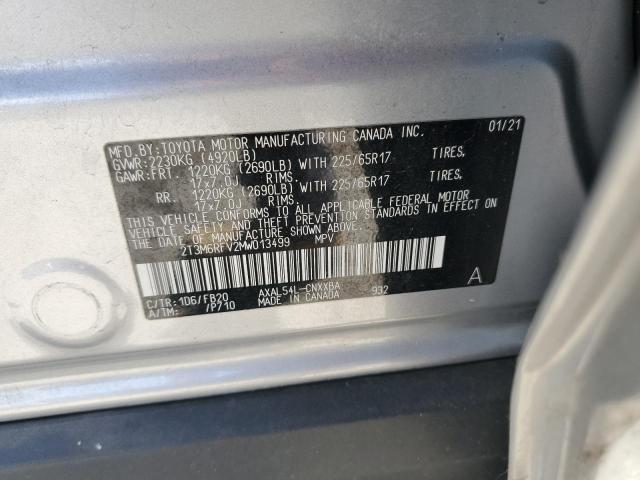 MFD.BY:TOYOTA MOTOR MANUFACTURING CANADA INC. 01/21
GVWR:2230KG (4920LB)
GAWR:FRT. 1220KG (2690LB) WITH 225/65R17 TIRES,
17x7.0J RIMS.
RR. 1220KG (2690LB) WITH 225/65R17 TIRES,
17x7.0J RIMS.
THIS VEHICLE CONFORMS TO ALL APPLICABLE FEDERAL MOTOR
VEHICLE SAFETY AND THEFT PREVENTION STANDARDS IN EFFECT ON
THE DATE OF MANUFACTURE SHOWN ABOVE.
2T3M6RFV2MW013499 MPV
C/TR:1D6/FB20 AXAL54L-CNXXBA 932 A
A/TM: /P710 MADE IN CANADA